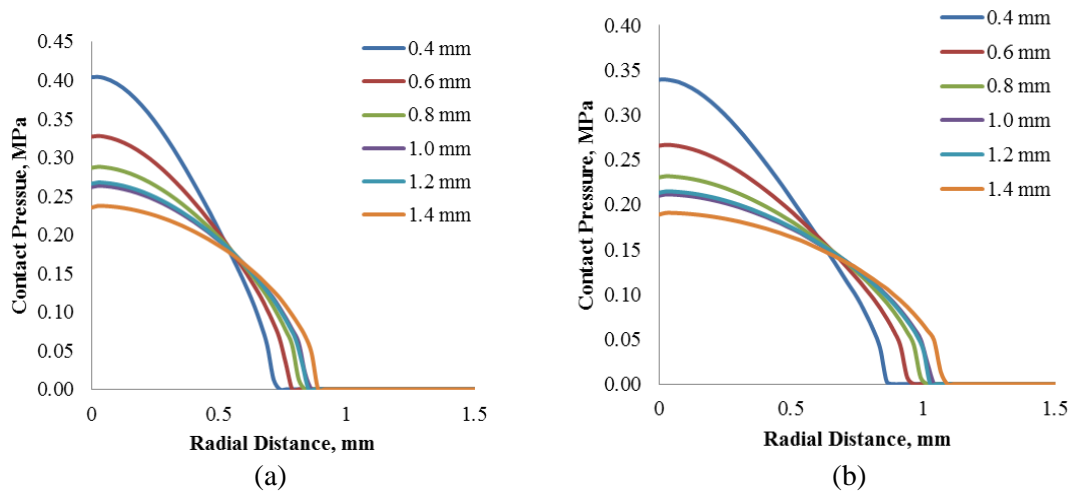 0.45
0.40
0.35
0.30
0.25
0.20
0.15
0.10
0.05
0.00
Contact Pressue, MPa
0
0.5
1
1.5
Radial Distance, mm
0.4 mm
0.6 mm
0.8 mm
1.0 mm
1.2 mm
1.4 mm
(a)
0.40
0.35
0.30
0.25
0.20
0.15
0.10
0.05
0.00
Contact Pressure, MPa
0
0.5
1
1.5
Radial Distance, mm
0.4 mm
0.6 mm
0.8 mm
1.0 mm
1.2 mm
1.4 mm
(b)